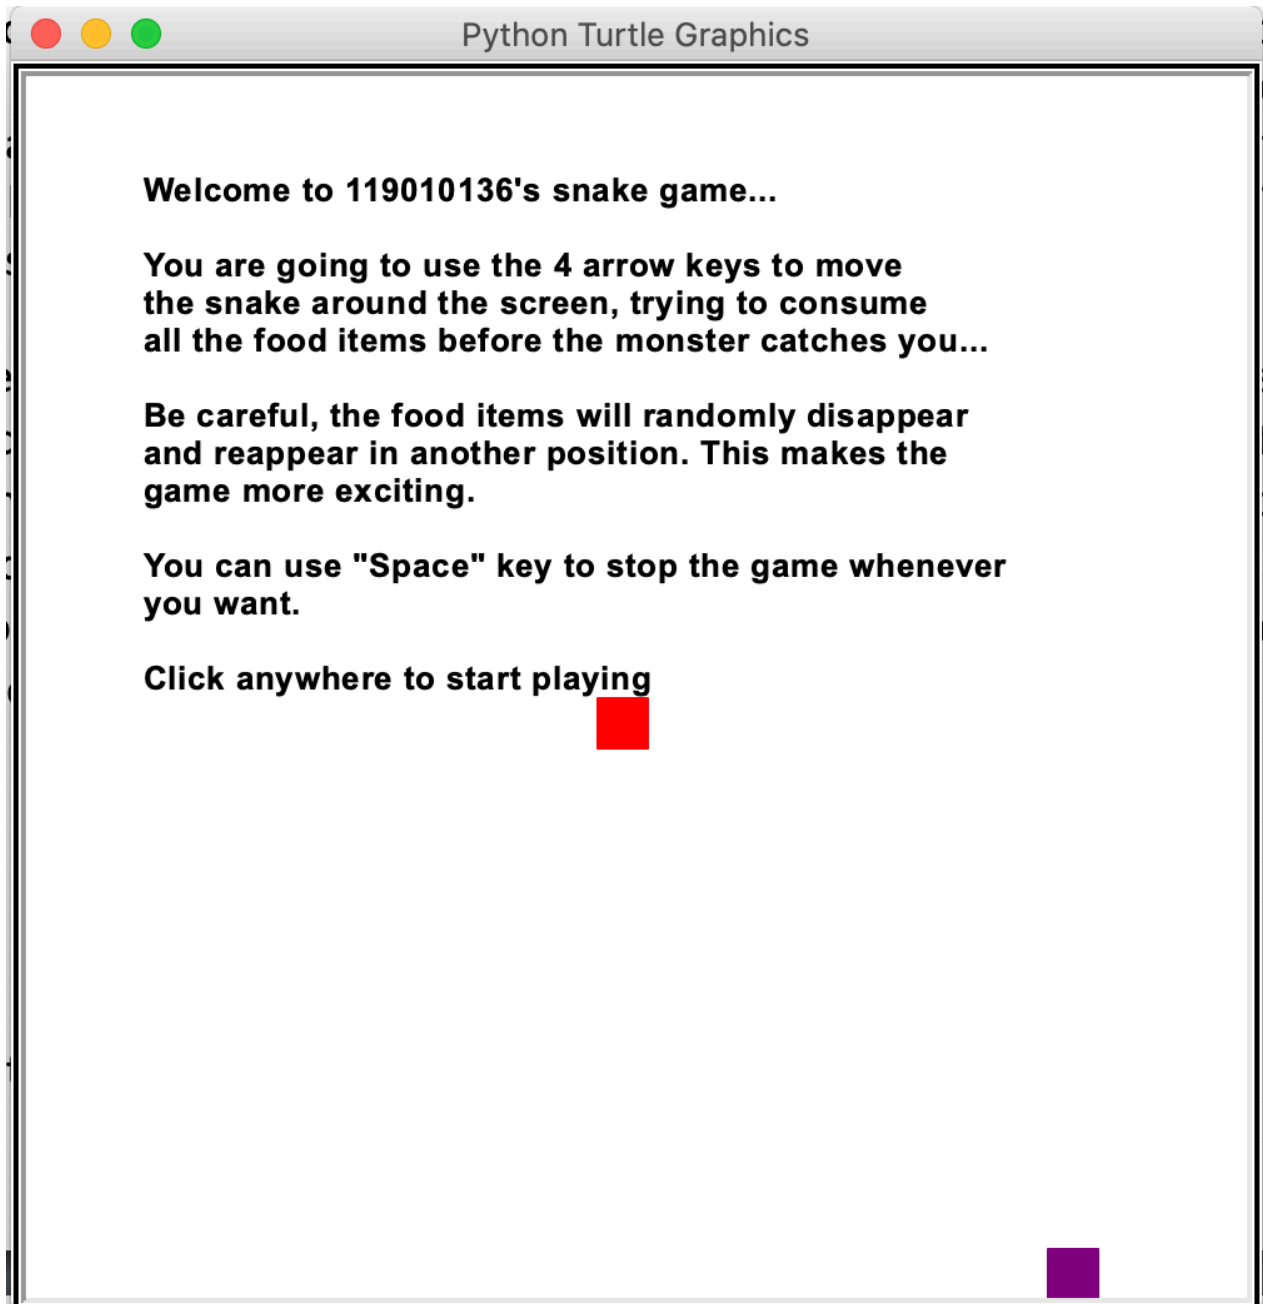 Python Turtle Graphics
Welcome to 119010136's snake game...
You are going to use the 4 arrow keys to move
the snake around the screen, trying to consume
all the food items before the monster catches you...
Be careful, the food items will randomly disappear
and reappear in another position. This makes the
game more exciting.
You can use "Space" key to stop the game whenever
you want.
Click anywhere to start playing